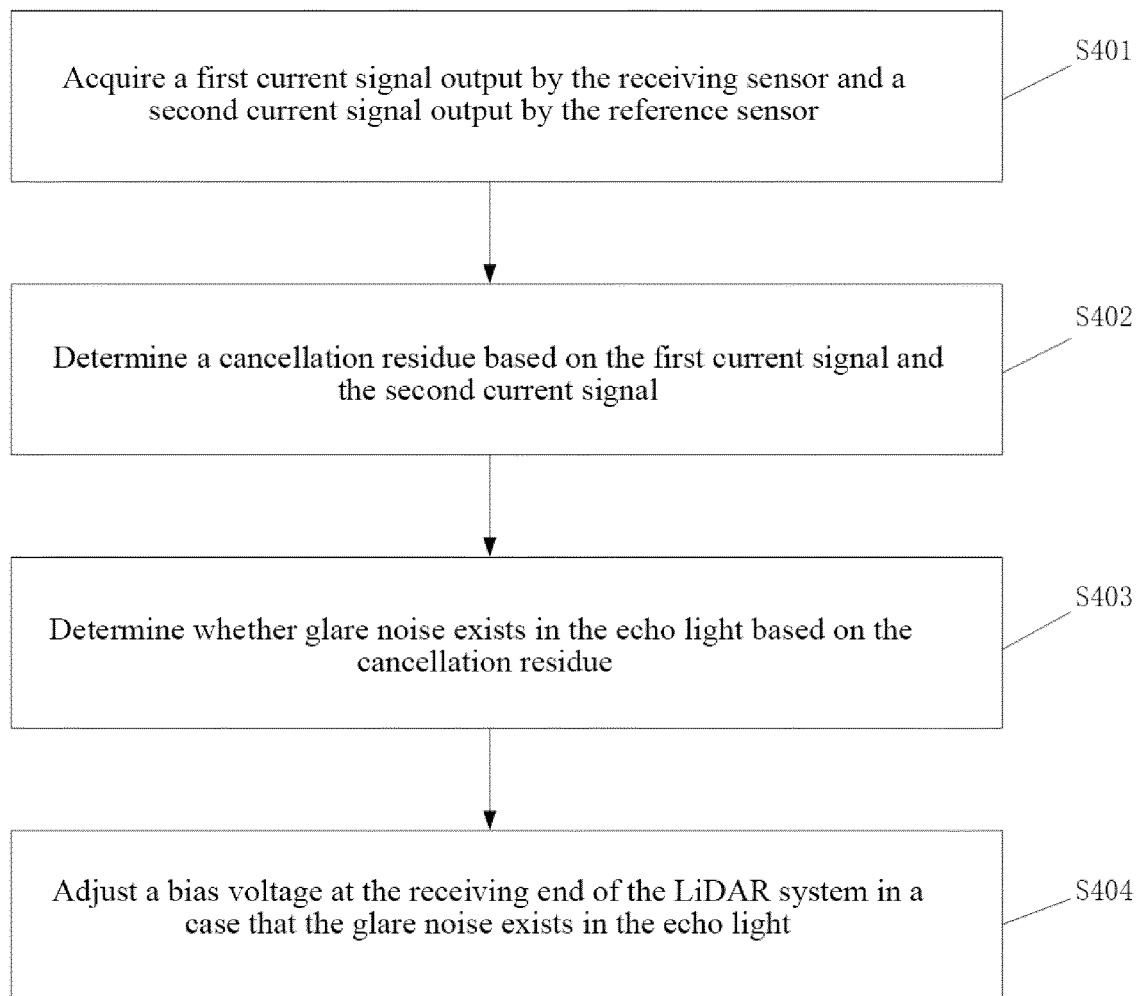 Acquire a first current signal output by the receiving sensor and a
second current signal output by the reference sensor
S401
Determine a cancellation residue based on the first current signal and
the second current signal
S402
Determine whether glare noise exists in the echo light based on the
cancellation residue
S403
Adjust a bias voltage at the receiving end of the LiDAR system in a
case that the glare noise exists in the echo light
S404